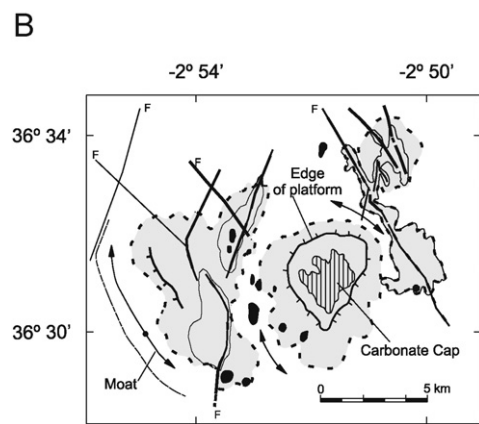 B
-2º 54’ -2º 50’
36º 34’
F
F
F
F
Edge
of platform
36º 30’
Moat
Carbonate Cap
0 5 km
F